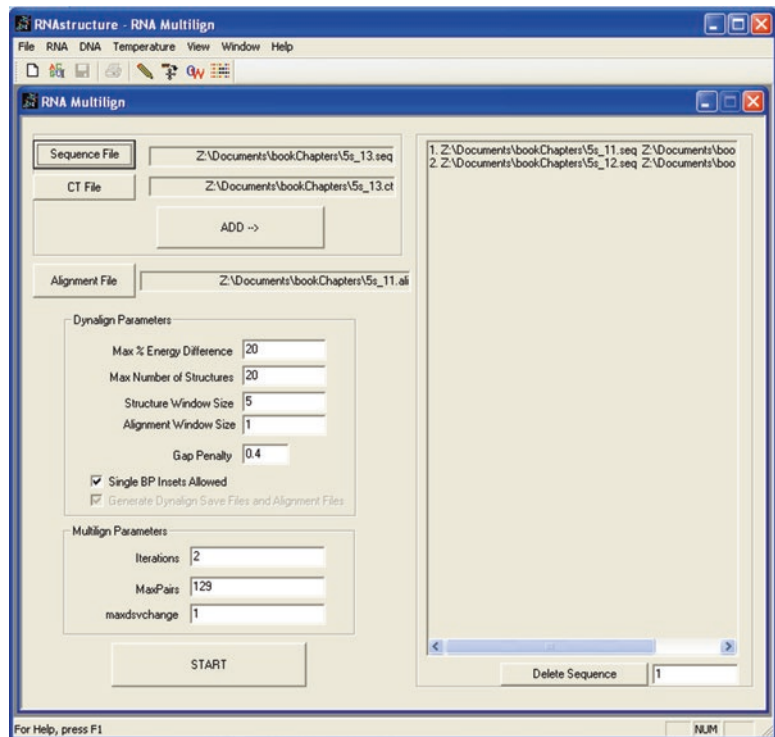 RNAstructure - RNA Multilign
File RNA DNA Temperature View Window Help
RNA Multilign
Sequence File Z:\Documents\bookChapters\5s_13.seq
CT File Z:\Documents\bookChapters\5s_13.ct
ADD -->
Alignment File Z:\Documents\bookChapters\5s_11.ali
Dynalign Parameters
Max % Energy Difference 20
Max Number of Structures 20
Structure Window Size 5
Alignment Window Size 1
Gap Penalty 0.4
Single BP Insets Allowed
Generate Dynalign Save Files and Alignment Files
Multilign Parameters
Iterations 2
MaxPairs 129
maxdsvchange 1
START
1. Z:\Documents\bookChapters\5s_11.seq Z:\Documents\boo
2. Z:\Documents\bookChapters\5s_12.seq Z:\Documents\boo
Delete Sequence 1
For Help, press F1 NUM